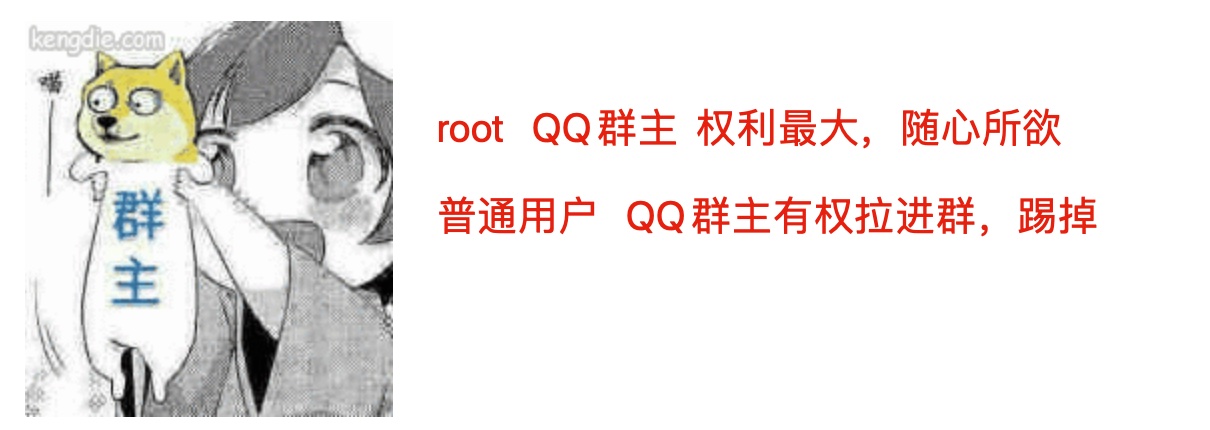 kengdie.com
喵
群
主
root QQ群主 权利最大，随心所欲
普通用户 QQ群主有权拉进群，踢掉